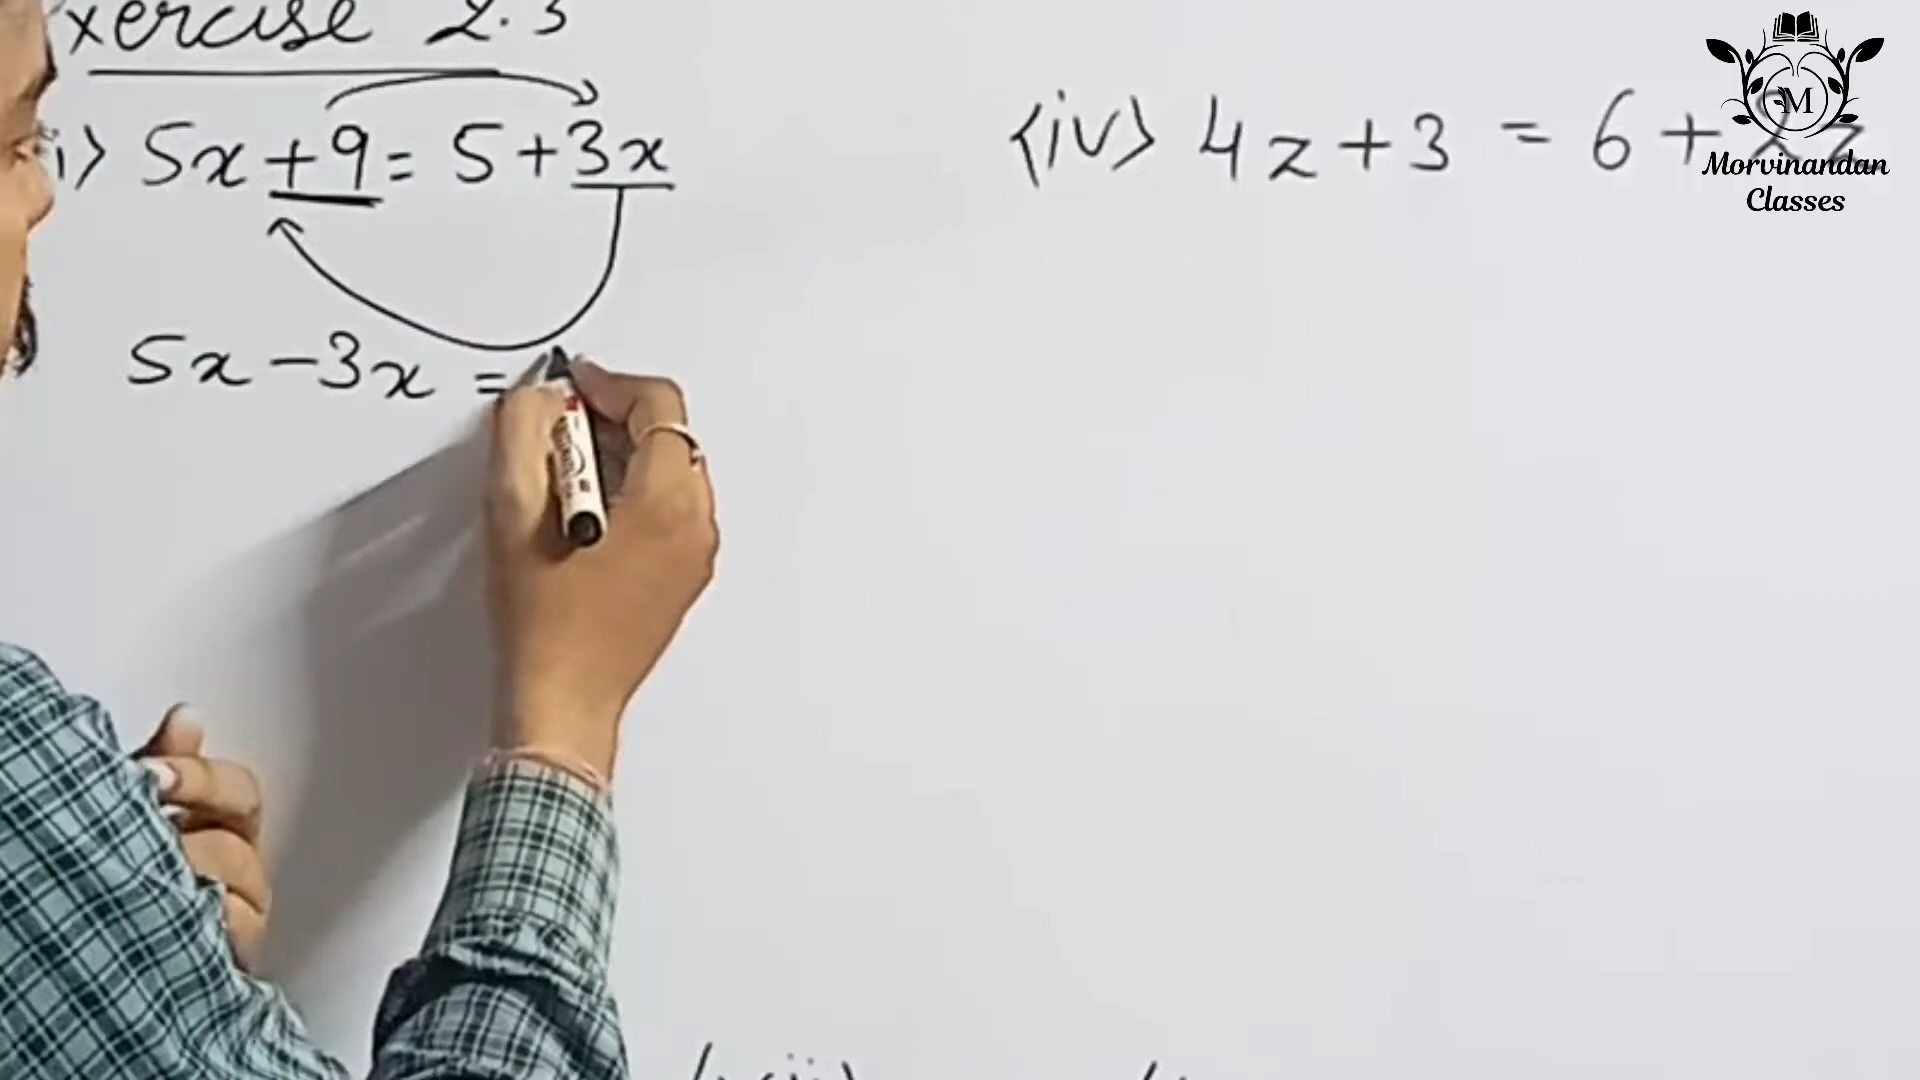 xercise 2.3
i) 5x + 9 = 5 + 3x
5x - 3x =
(iv) 4z + 3 = 6 + 2z
M
Morvinandan
Classes